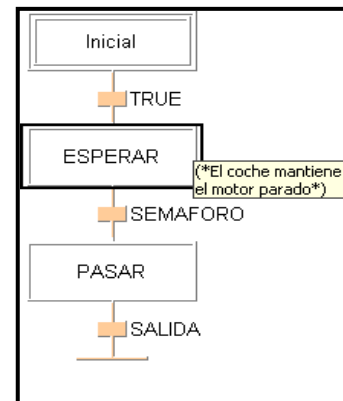 Inicial
TRUE
ESPERAR
(*El coche mantiene
el motor parado*)
SEMAFORO
PASAR
SALIDA